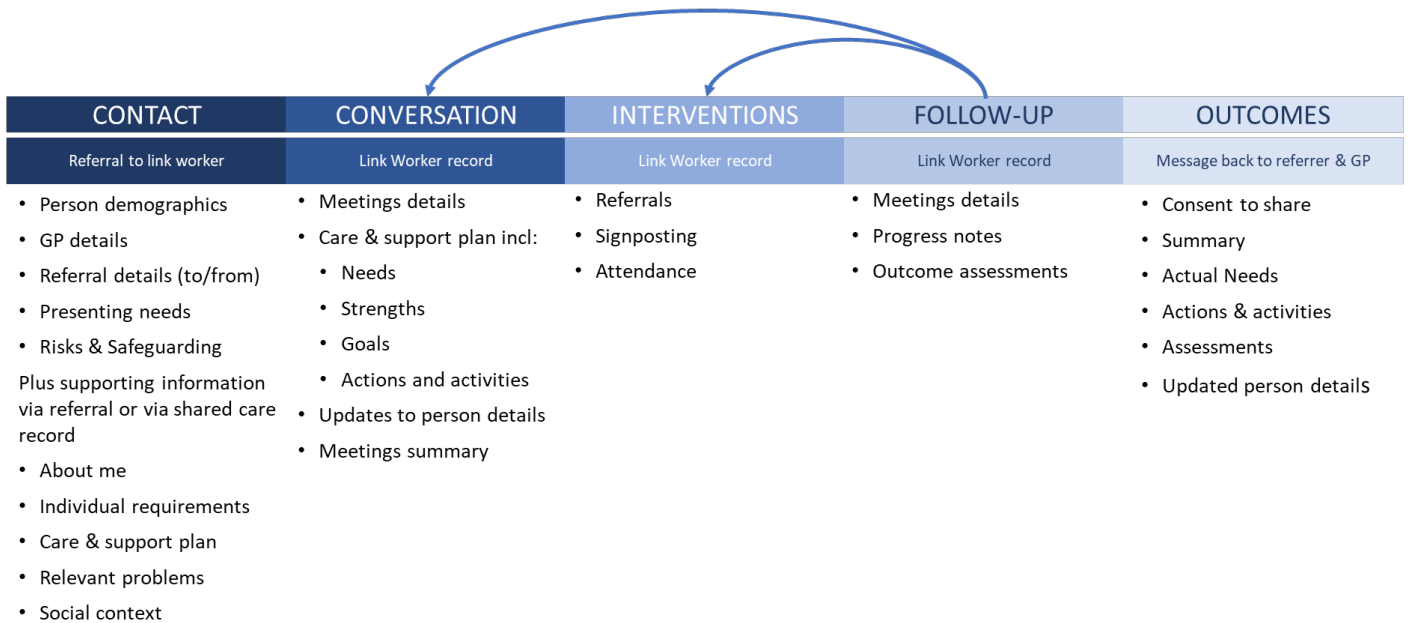 CONTACT
CONVERSATION
INTERVENTIONS
FOLLOW-UP
OUTCOMES
Referral to link worker
Link Worker record
Link Worker record
Link Worker record
Message back to referrer & GP
• Person demographics
• GP details
• Referral details (to/from)
• Presenting needs
• Risks & Safeguarding
Plus supporting information
via referral or via shared care
record
• About me
• Individual requirements
• Care & support plan
• Relevant problems
• Social context
• Meetings details
• Care & support plan incl:
• Needs
• Strengths
• Goals
• Actions and activities
• Updates to person details
• Meetings summary
• Referrals
• Signposting
• Attendance
• Meetings details
• Progress notes
• Outcome assessments
• Consent to share
• Summary
• Actual Needs
• Actions & activities
• Assessments
• Updated person details